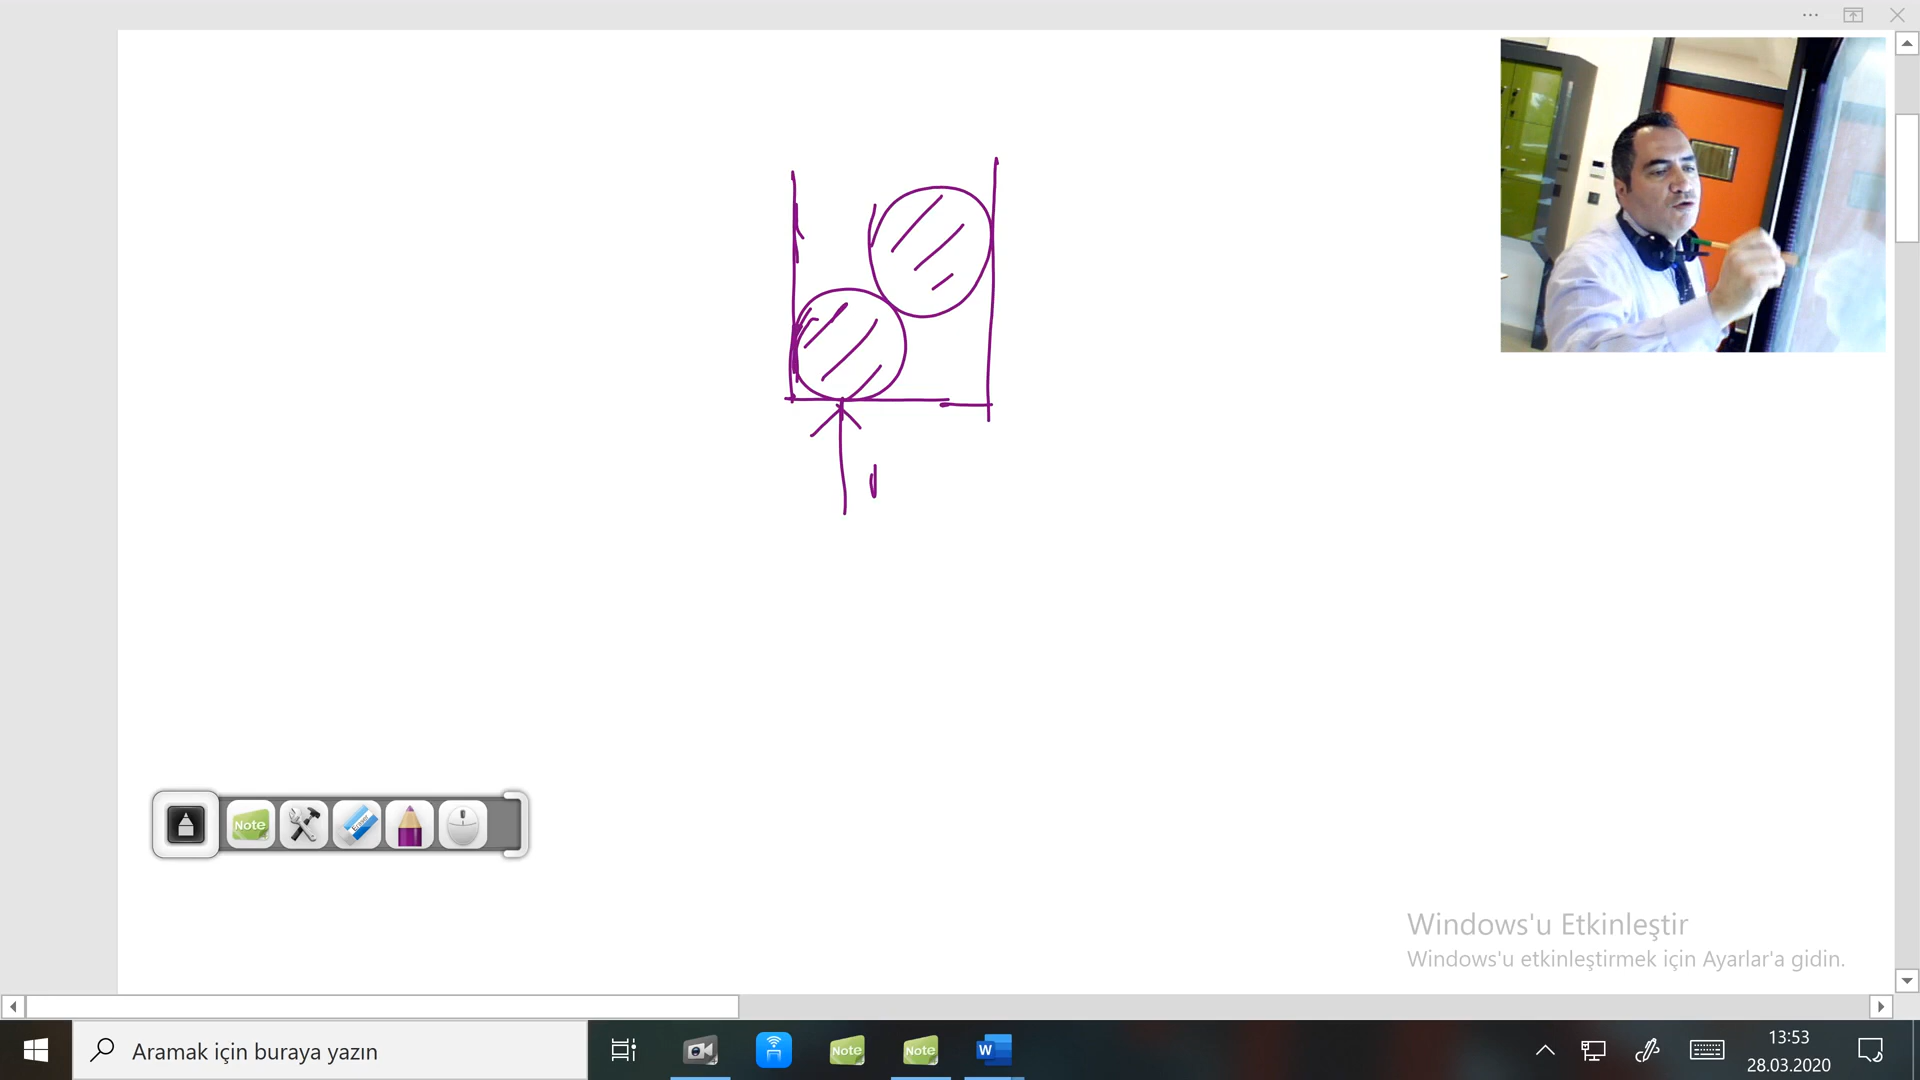 Note
Eraser
Windows'u Etkinleştir
Windows'u etkinleştirmek için Ayarlar'a gidin.
Aramak için buraya yazın
Note
Note
W
13:53
28.03.2020